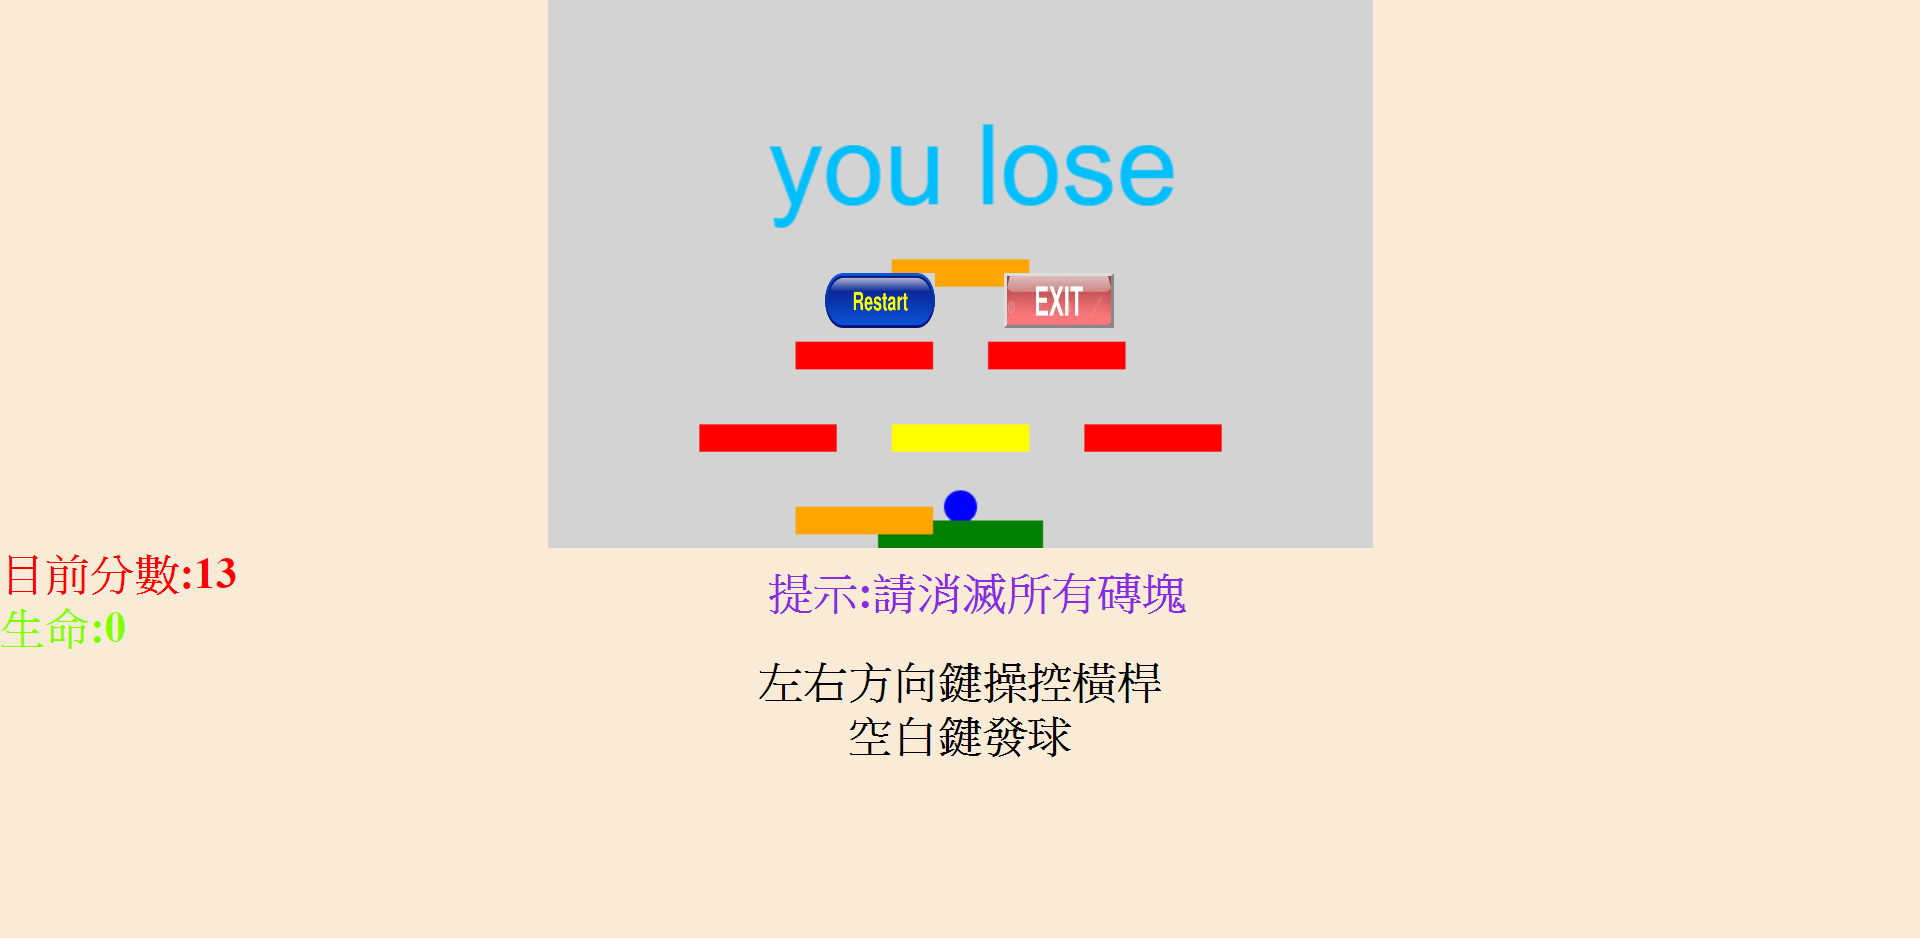 you lose
Restart
EXIT
目前分數:13
生命:0
提示:請消滅所有磚塊
左右方向鍵操控橫桿
空白鍵發球